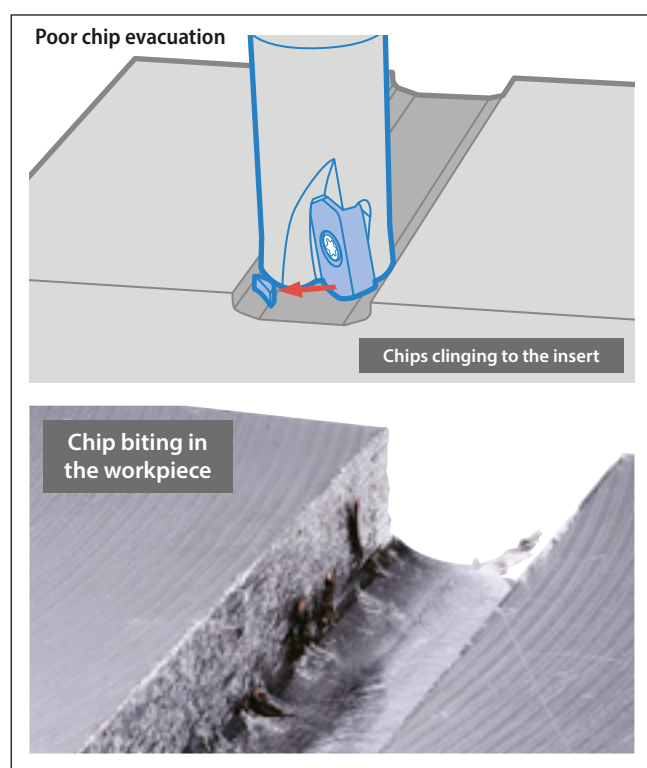 Poor chip evacuation
Chips clinging to the insert
Chip biting in
the workpiece